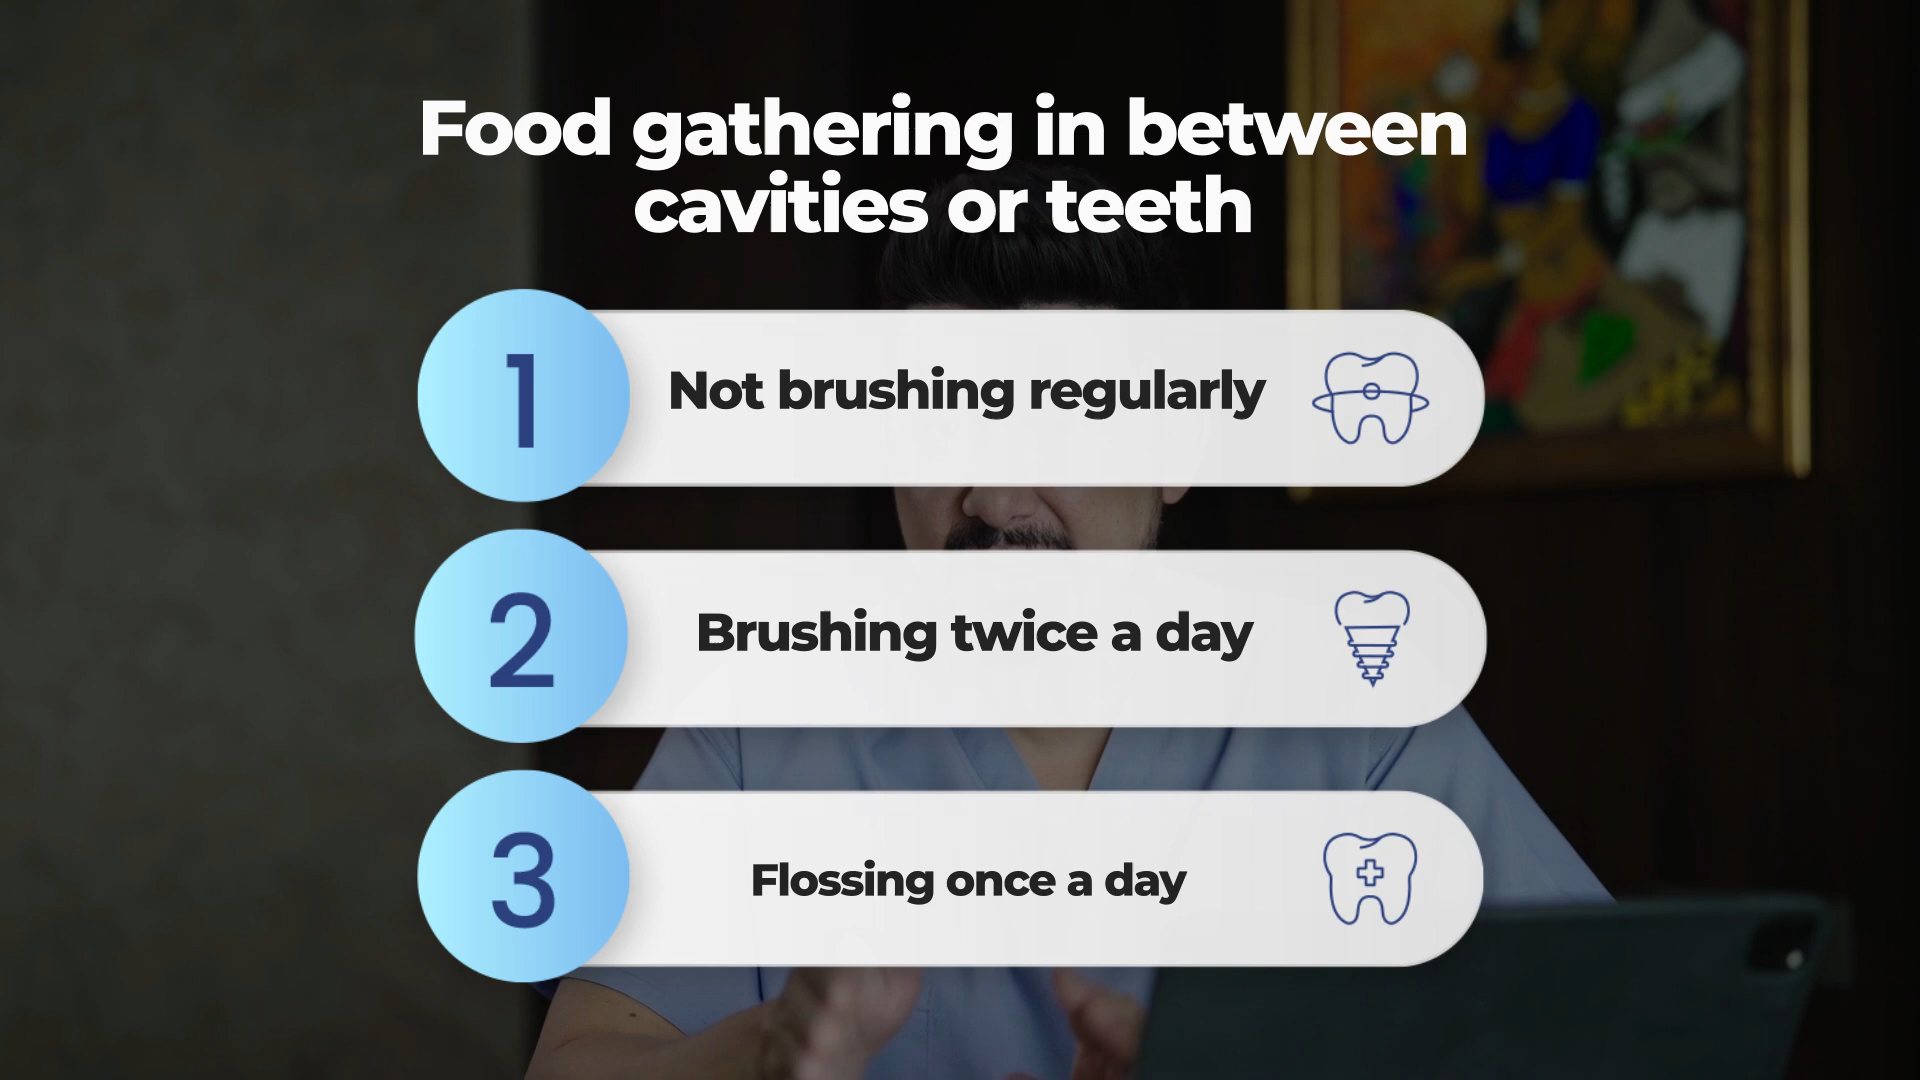 Food gathering in between
cavities or teeth
1
Not brushing regularly
2
Brushing twice a day
3
Flossing once a day